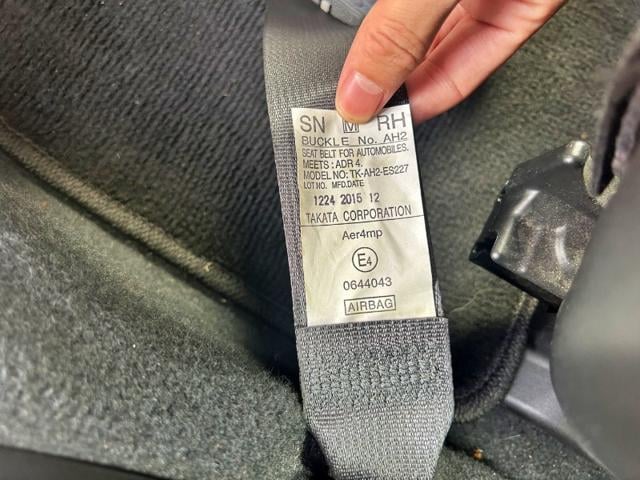 SN M RH
BUCKLE No. AH2
SEAT BELT FOR AUTOMOBILES.
MEETS : ADR 4.
MODEL NO: TK-AH2-ES227
LOT NO. MFD.DATE
1224 2015 12
TAKATA CORPORATION
Aer4mp
E4
0644043
AIRBAG